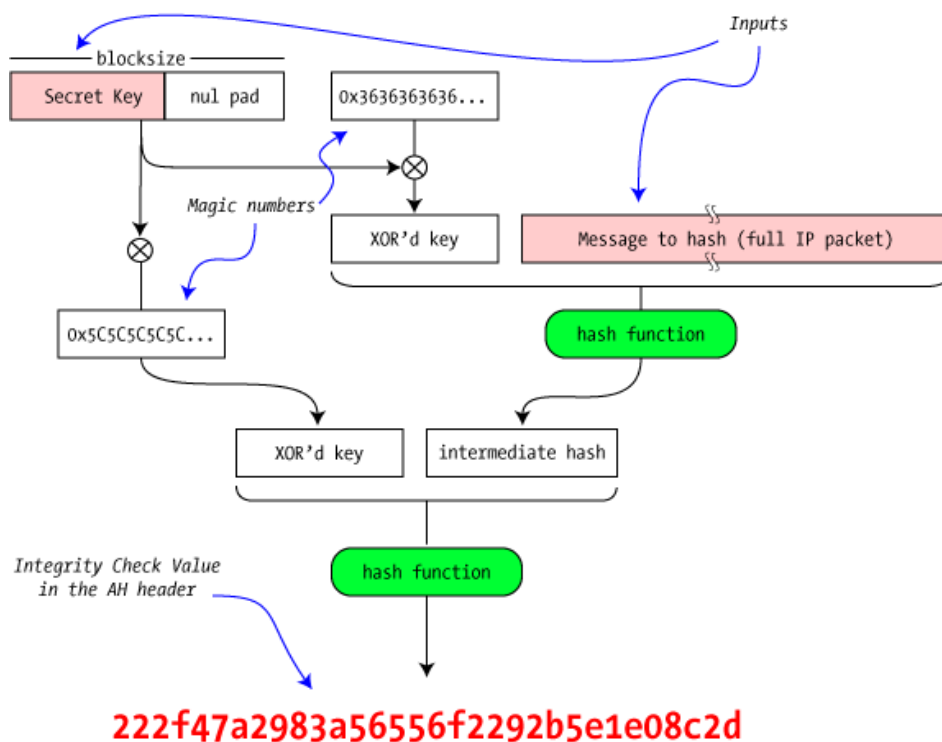 Inputs
blocksize
Secret Key
nul pad
0x3636363636...
Magic numbers
XOR'd key
Message to hash (full IP packet)
0x5C5C5C5C5C...
hash function
XOR'd key
intermediate hash
Integrity Check Value
in the AH header
hash function
222f47a2983a56556f2292b5e1e08c2d